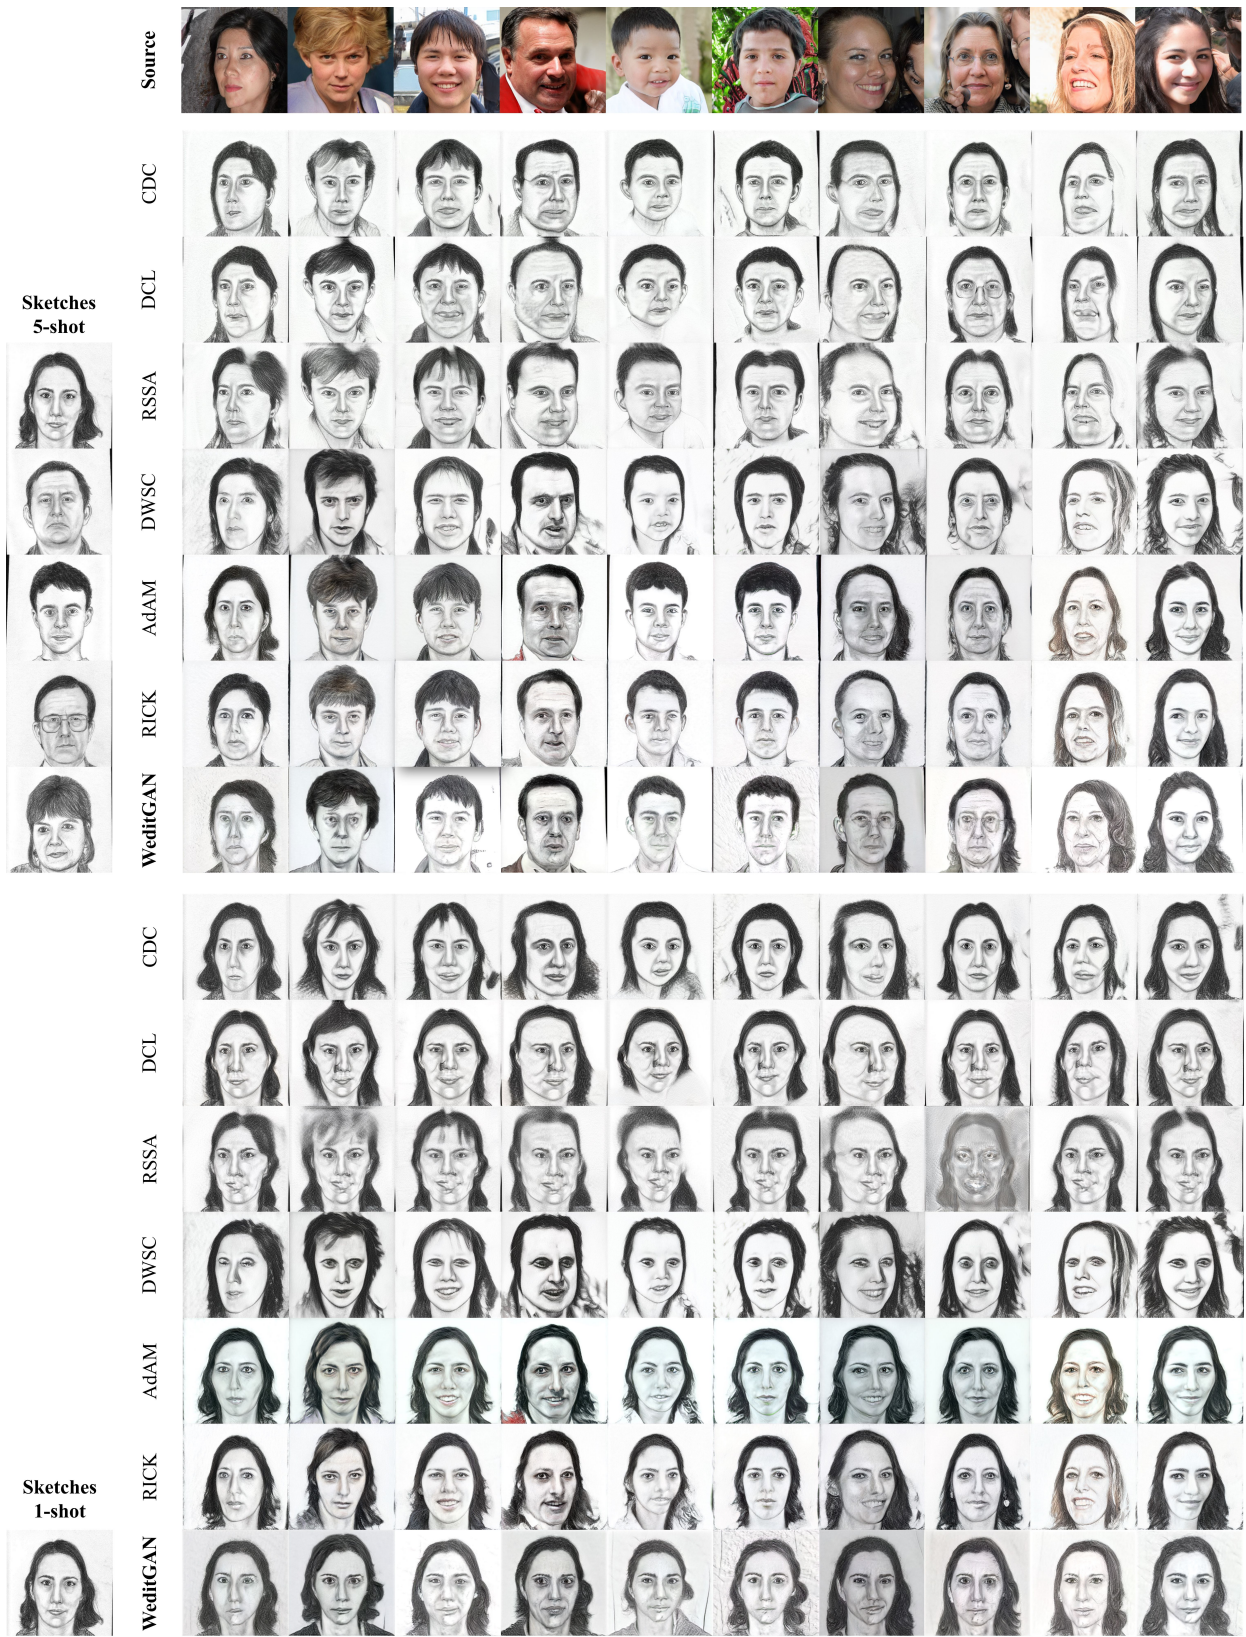 Source
CDC
DCL
Sketches
5-shot
RSSA
DWSC
AdAM
RICK
WeditGAN
CDC
DCL
RSSA
DWSC
AdAM
RICK
Sketches
1-shot
WeditGAN